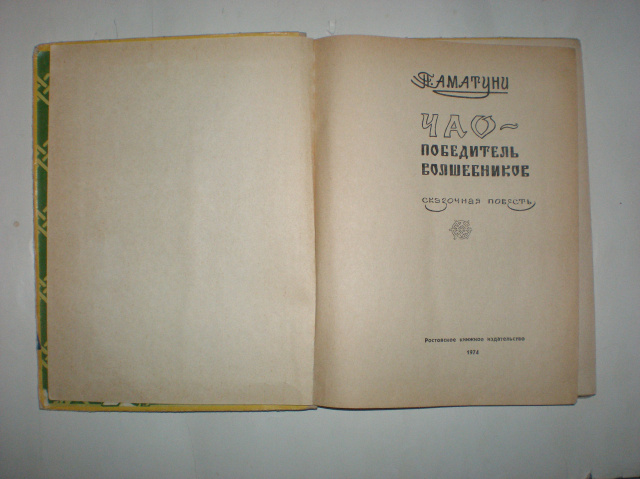 П АМАТУНИ
ЧАО~
ПОБЕДИТЕЛЬ
ВОЛШЕБНИКОВ
СКАЗОЧНАЯ ПОВЕСТЬ
Ростовское книжное издательство
1974